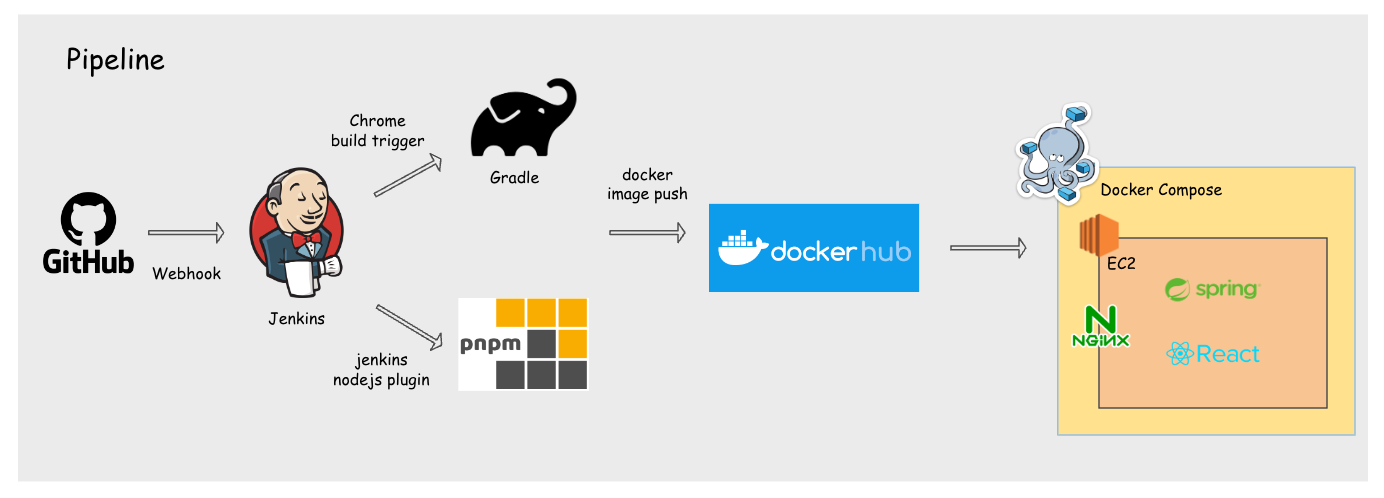 Pipeline
GitHub
Webhook
Jenkins
Chrome
build trigger
Gradle
jenkins
nodejs plugin
pnpm
docker
image push
docker hub
Docker Compose
EC2
spring
NGINX
React